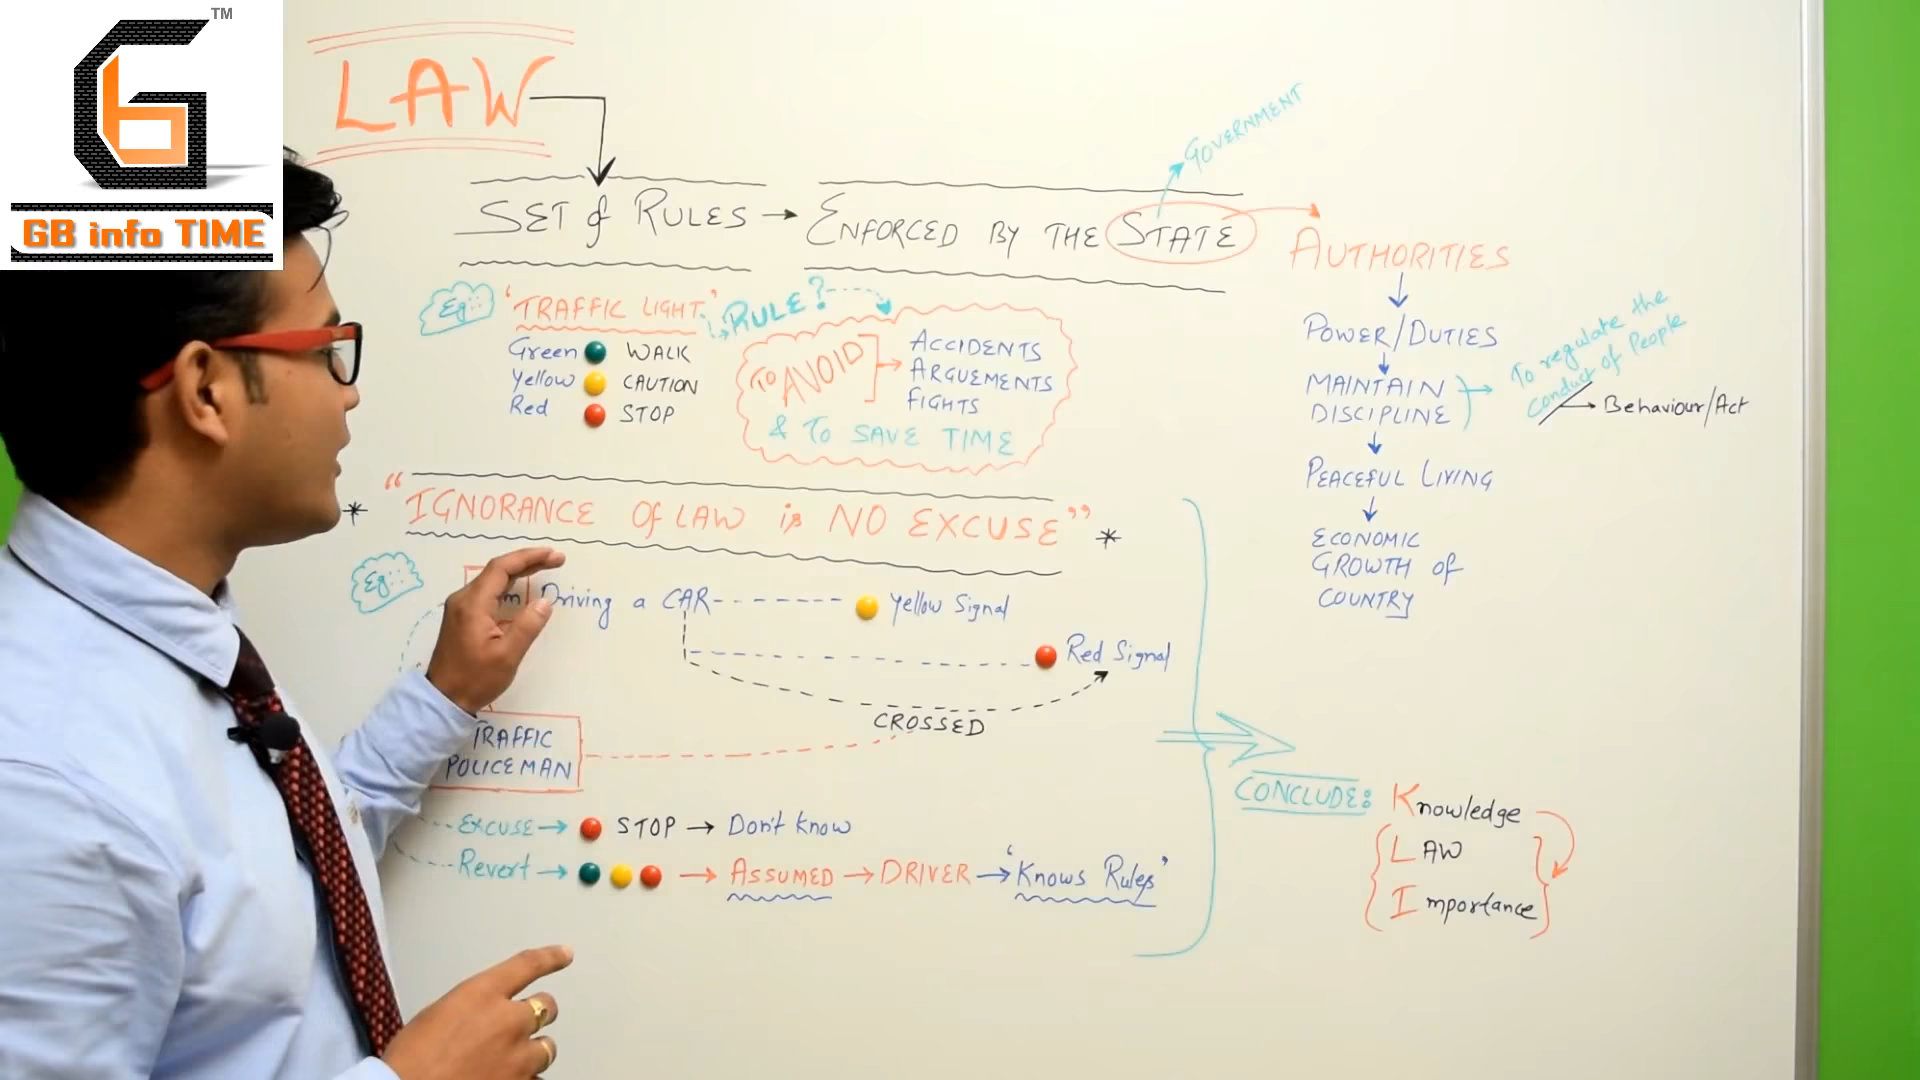 TM
GB info TIME
LAW
SET of RULES → ENFORCED BY THE STATE
GOVERNMENT
Eg:
'TRAFFIC LIGHT'
RULE?
Green WALK
Yellow CAUTION
Red STOP
TO AVOID
ACCIDENTS
ARGUEMENTS
FIGHTS
& TO SAVE TIME
AUTHORITIES
POWER/DUTIES
MAINTAIN
DISCIPLINE
To regulate the
conduct of People
→ Behaviour/Act
PEACEFUL LIVING
ECONOMIC
GROWTH OF
COUNTRY
* "IGNORANCE OF LAW is NO EXCUSE" *
Eg:
Driving a CAR Yellow Signal
Red Signal
CROSSED
TRAFFIC
POLICEMAN
EXCUSE → STOP → Don't know
Revert → → ASSUMED → DRIVER → 'Knows Rules'
CONCLUDE: Knowledge
LAW
Importance